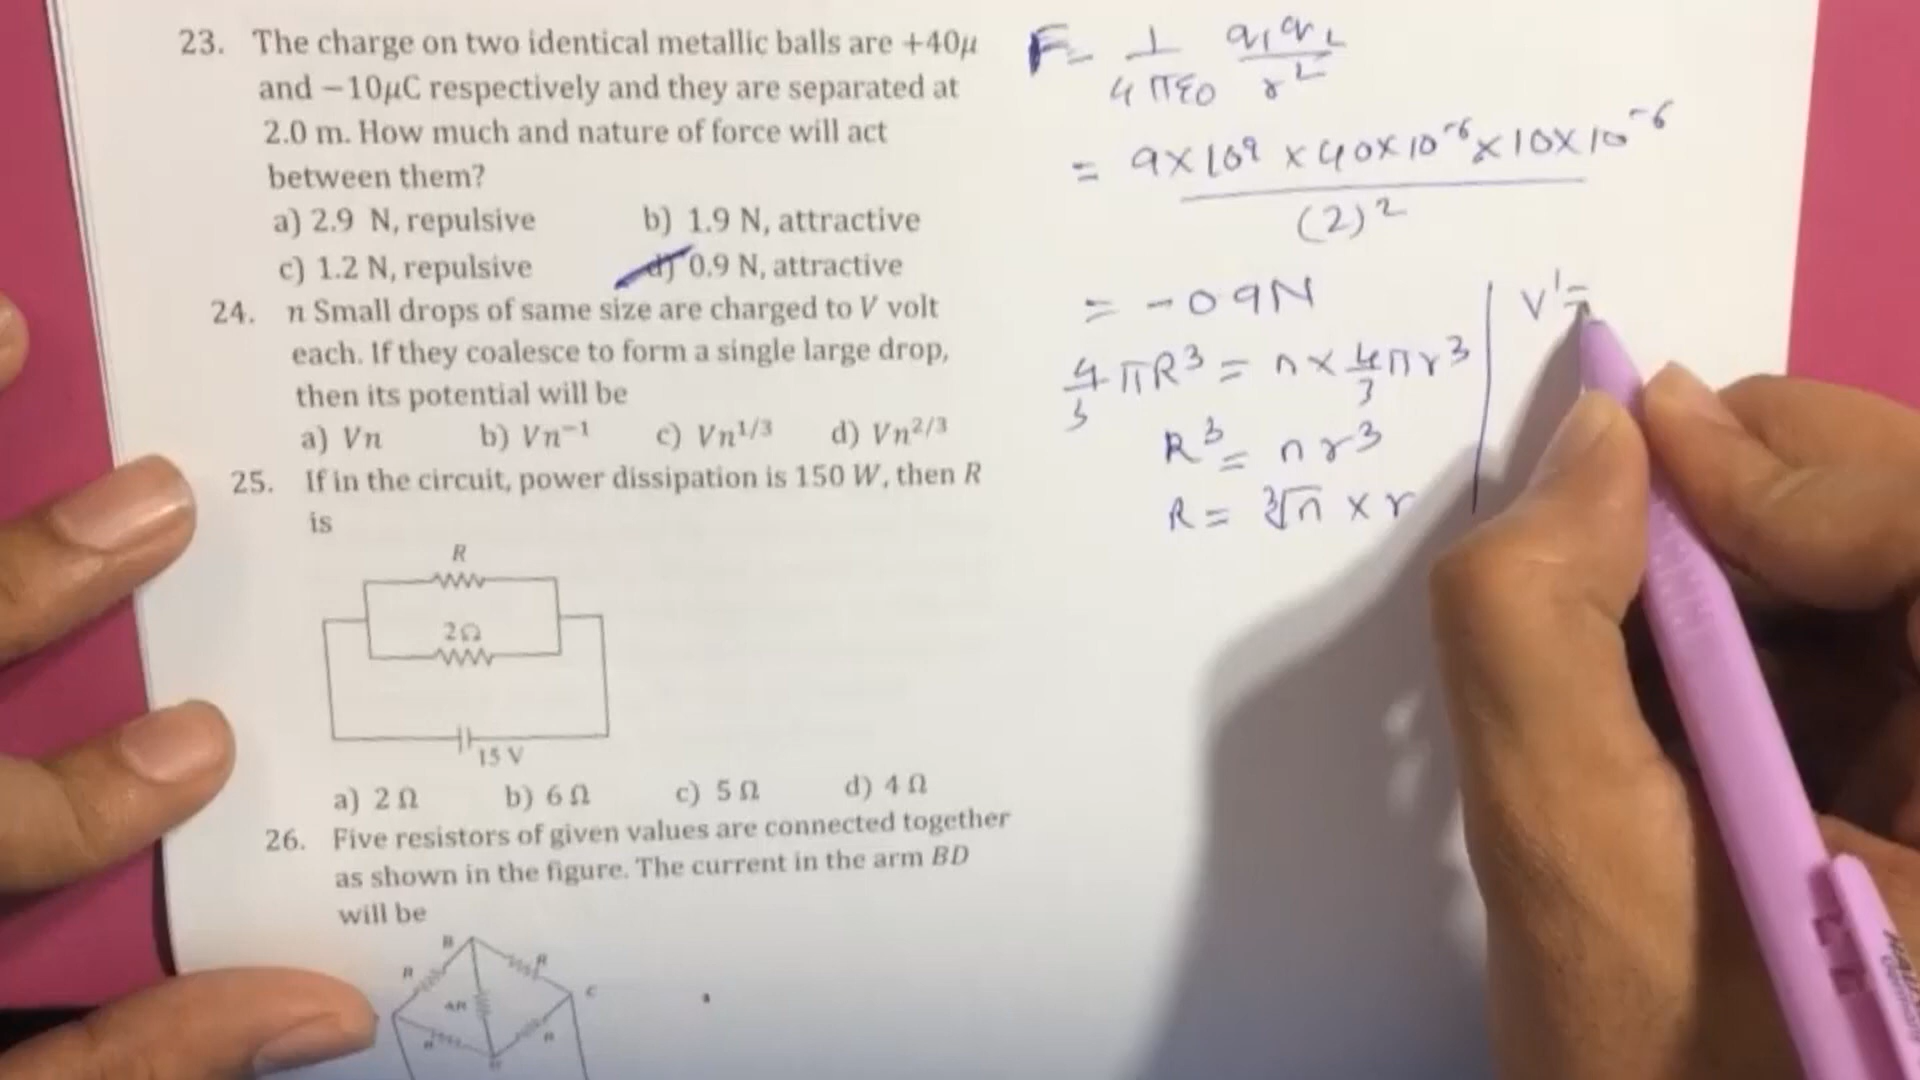 23. The charge on two identical metallic balls are +40μ
and −10μC respectively and they are separated at
2.0 m. How much and nature of force will act
between them?
a) 2.9 N, repulsive b) 1.9 N, attractive
c) 1.2 N, repulsive d) 0.9 N, attractive
24. n Small drops of same size are charged to V volt
each. If they coalesce to form a single large drop,
then its potential will be
a) Vn b) Vn⁻¹ c) Vn^1/3 d) Vn^2/3
25. If in the circuit, power dissipation is 150 W, then R
is
R
2Ω
15 V
a) 2 Ω b) 6 Ω c) 5 Ω d) 4 Ω
26. Five resistors of given values are connected together
as shown in the figure. The current in the arm BD
will be
B
R R
4R C
R R
F = 1/4πε0 q1q2/r²
= 9×10⁹ × 40×10⁻⁶ × 10×10⁻⁶
(2)²
= -0.9N
4/3 πR³ = n × 4/3 πr³
R³ = nr³
R = ³√n × r
V' =